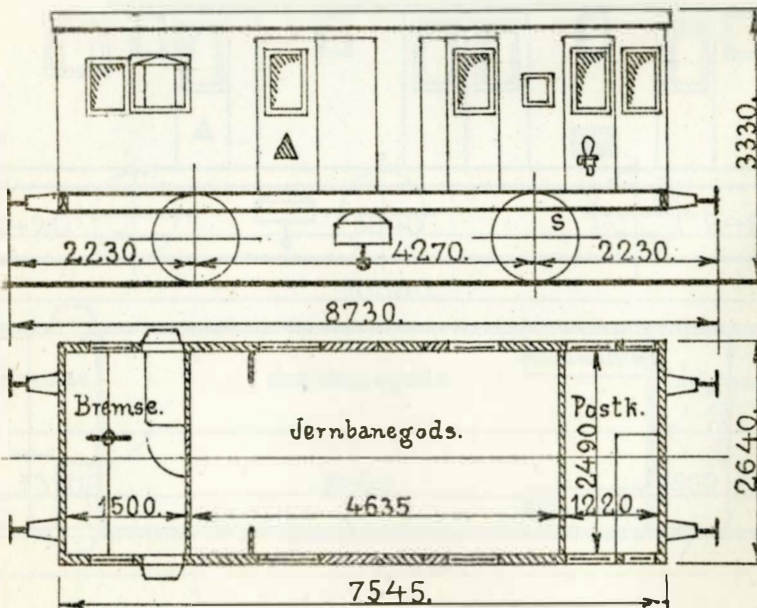 3330.
S
2230.
4270.
2230.
8730.
Bremse.
Jernbanegods.
Postk.
2490
2640.
1500.
4635
1220.
7545.